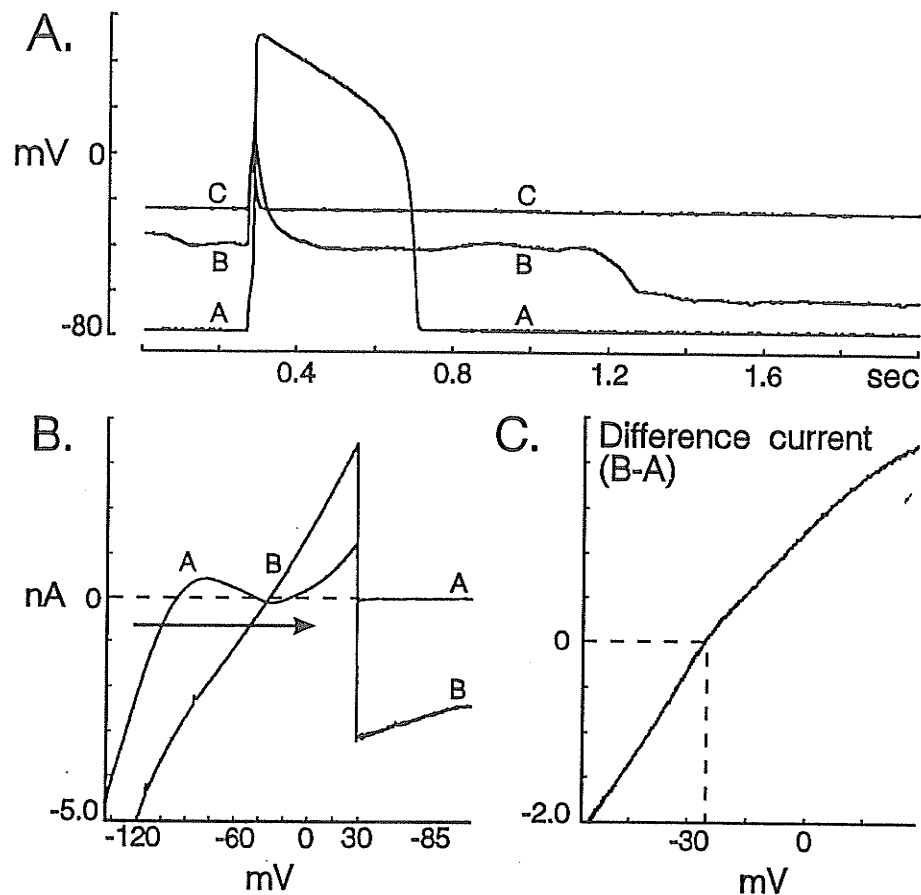 A.
mV 0
-80
C C
B B
A A
0.4 0.8 1.2 1.6 sec
B.
A B
nA 0
A
B
-5.0
-120 -60 0 30 -85
mV
C. Difference current
(B-A)
0
-2.0
-30 0
mV